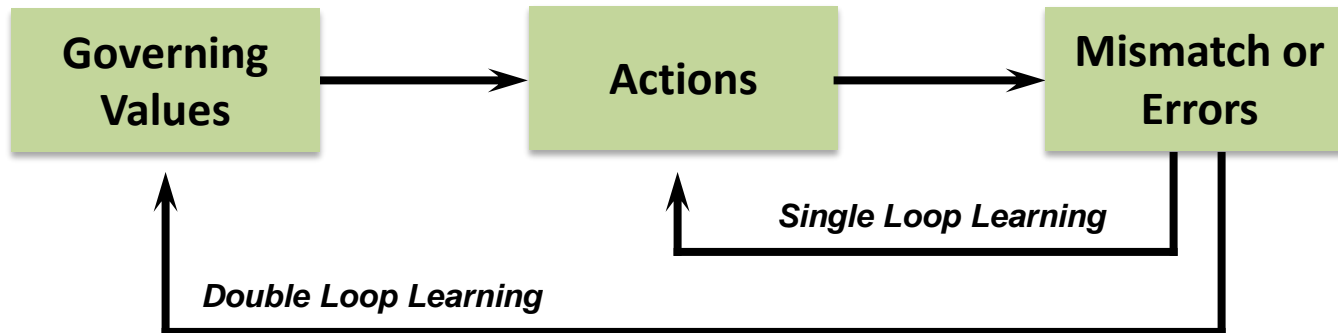 Governing
Values
Actions
Mismatch or
Errors
Single Loop Learning
Double Loop Learning